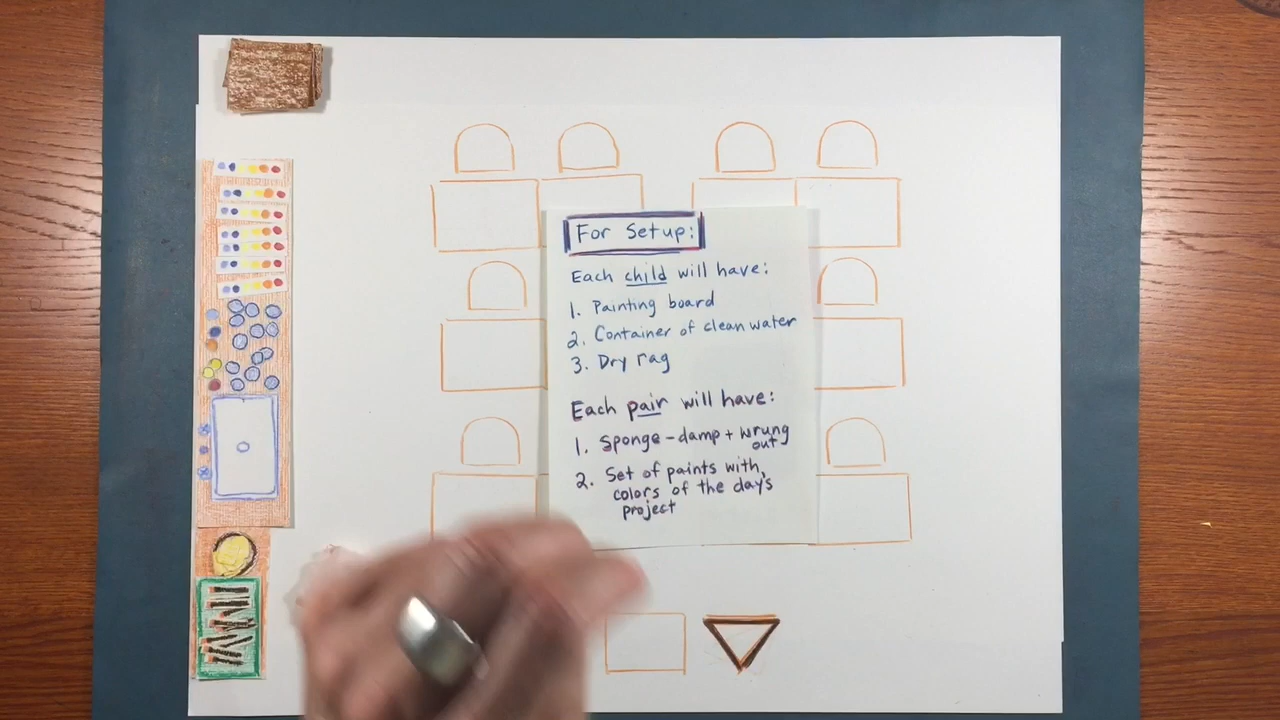 For Setup:
Each child will have:
1. Painting board
2. Container of clean water
3. Dry rag
Each pair will have:
1. Sponge - damp + wrung
out
2. Set of paints with
colors of the day's
project